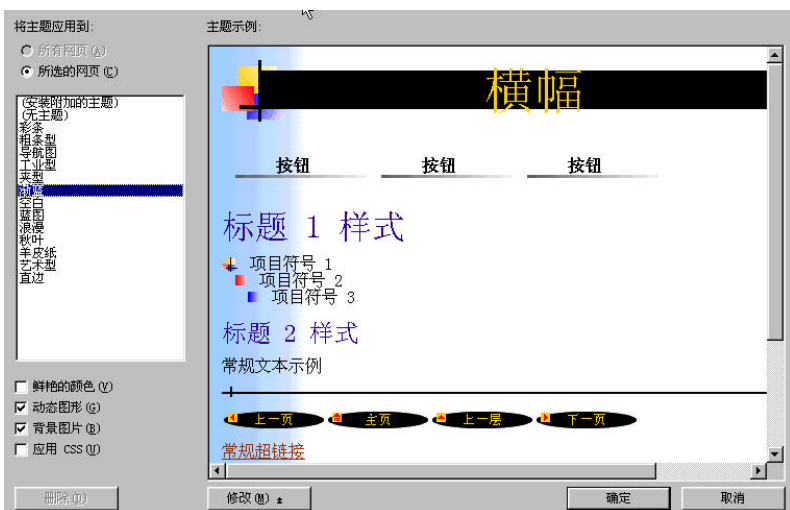 将主题应用到:
所有网页(A)
所选的网页(C)
(安装附加的主题)
(无主题)
彩条
粗条型
导航图
工业型
夹型
渐蓝
空白
蓝图
浪漫
秋叶
羊皮纸
艺术型
直边
鲜艳的颜色(V)
动态图形(G)
背景图片(B)
应用 CSS(U)
删除(D)
主题示例:
横幅
按钮 按钮 按钮
标题 1 样式
项目符号 1
项目符号 2
项目符号 3
标题 2 样式
常规文本示例
上一页 主页 上一层 下一页
常规超链接
修改(M)
确定
取消